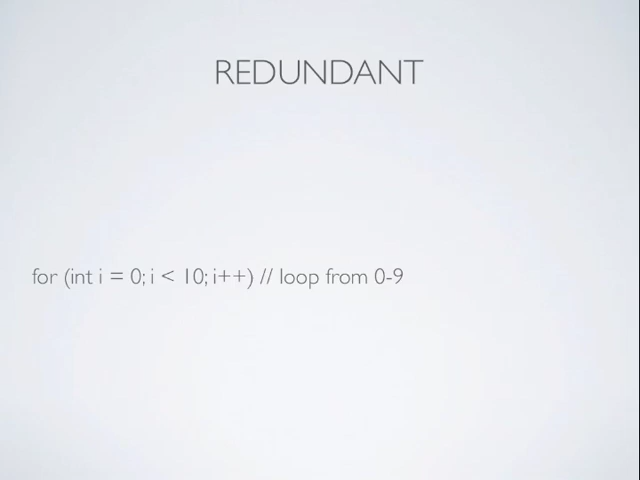 REDUNDANT
for (int i = 0; i < 10; i++) // loop from 0-9